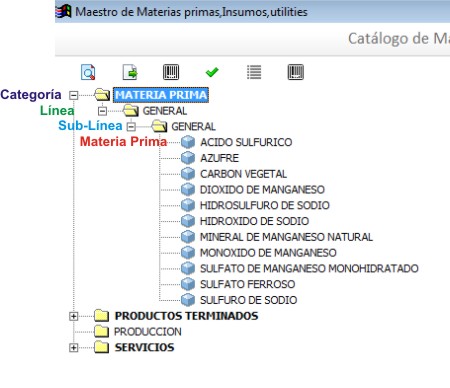 Maestro de Materias primas,Insumos,utilities
Catálogo de Ma
Categoría MATERIA PRIMA
Línea GENERAL
Sub-Línea GENERAL
Materia Prima ACIDO SULFURICO
AZUFRE
CARBON VEGETAL
DIOXIDO DE MANGANESO
HIDROSULFURO DE SODIO
HIDROXIDO DE SODIO
MINERAL DE MANGANESO NATURAL
MONOXIDO DE MANGANESO
SULFATO DE MANGANESO MONOHIDRATADO
SULFATO FERROSO
SULFURO DE SODIO
PRODUCTOS TERMINADOS
PRODUCCION
SERVICIOS